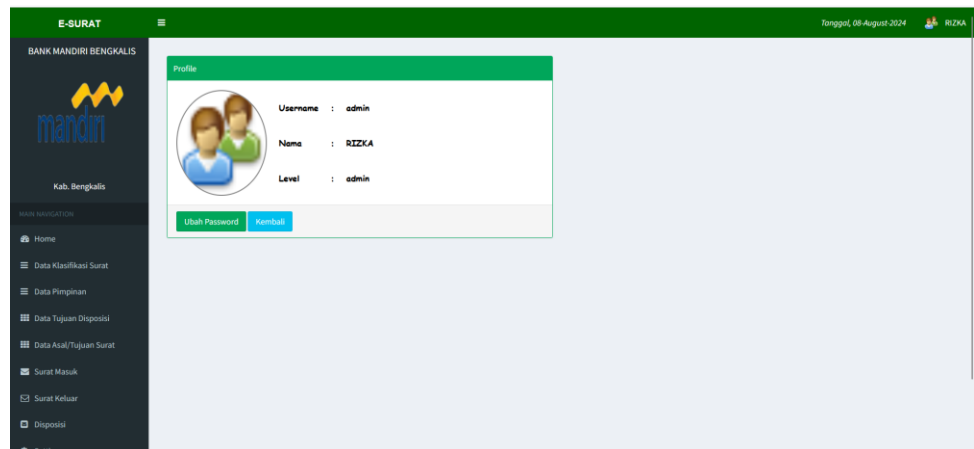 E-SURAT
Tanggal, 08-August-2024
RIZKA
BANK MANDIRI BENGKALIS
mandiri
Kab. Bengkalis
MAIN NAVIGATION
Home
Data Klasifikasi Surat
Data Pimpinan
Data Tujuan Disposisi
Data Asal/Tujuan Surat
Surat Masuk
Surat Keluar
Disposisi
Profile
Username : admin
Nama : RIZKA
Level : admin
Ubah Password
Kembali